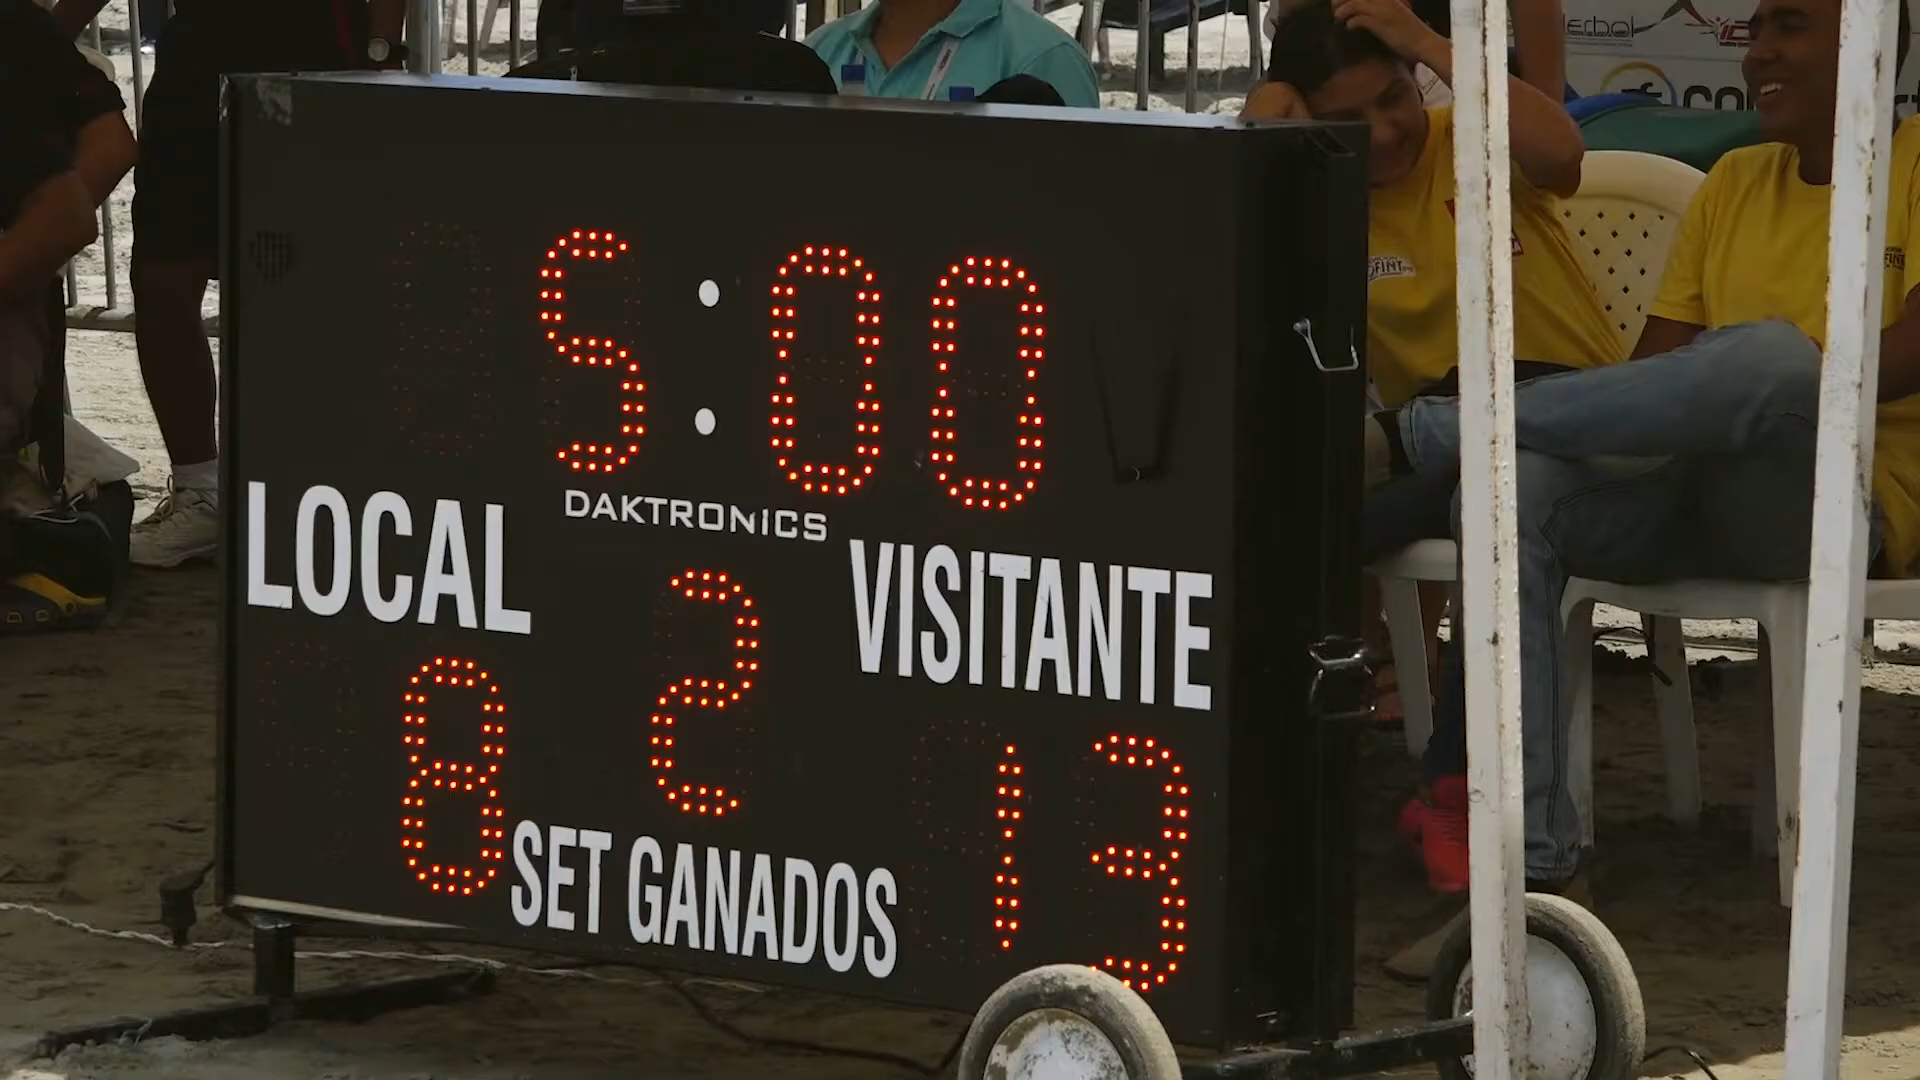 5:00
DAKTRONICS
LOCAL
VISITANTE
8
2
13
SET GANADOS